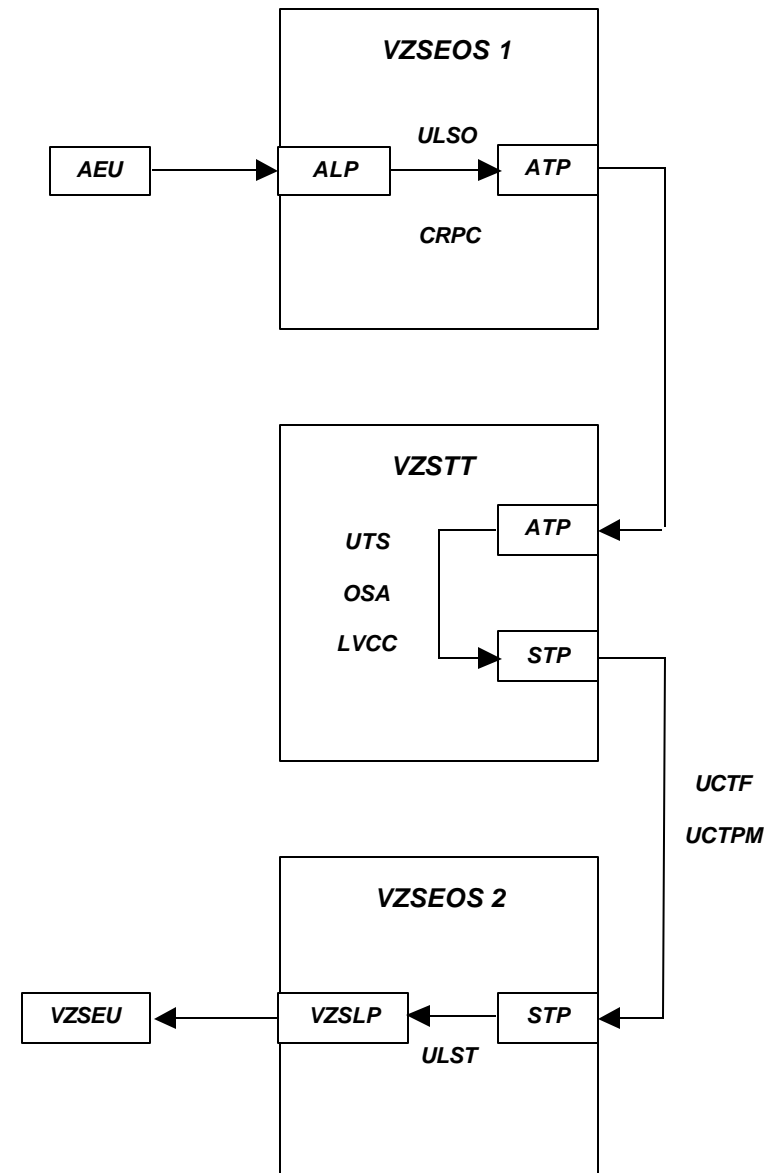 VZSEOS 1
ULSO
AEU
ALP
ATP
CRPC
VZSTT
ATP
UTS
OSA
LVCC
STP
UCTF
UCTPM
VZSEOS 2
VZSEU
VZSLP
STP
ULST